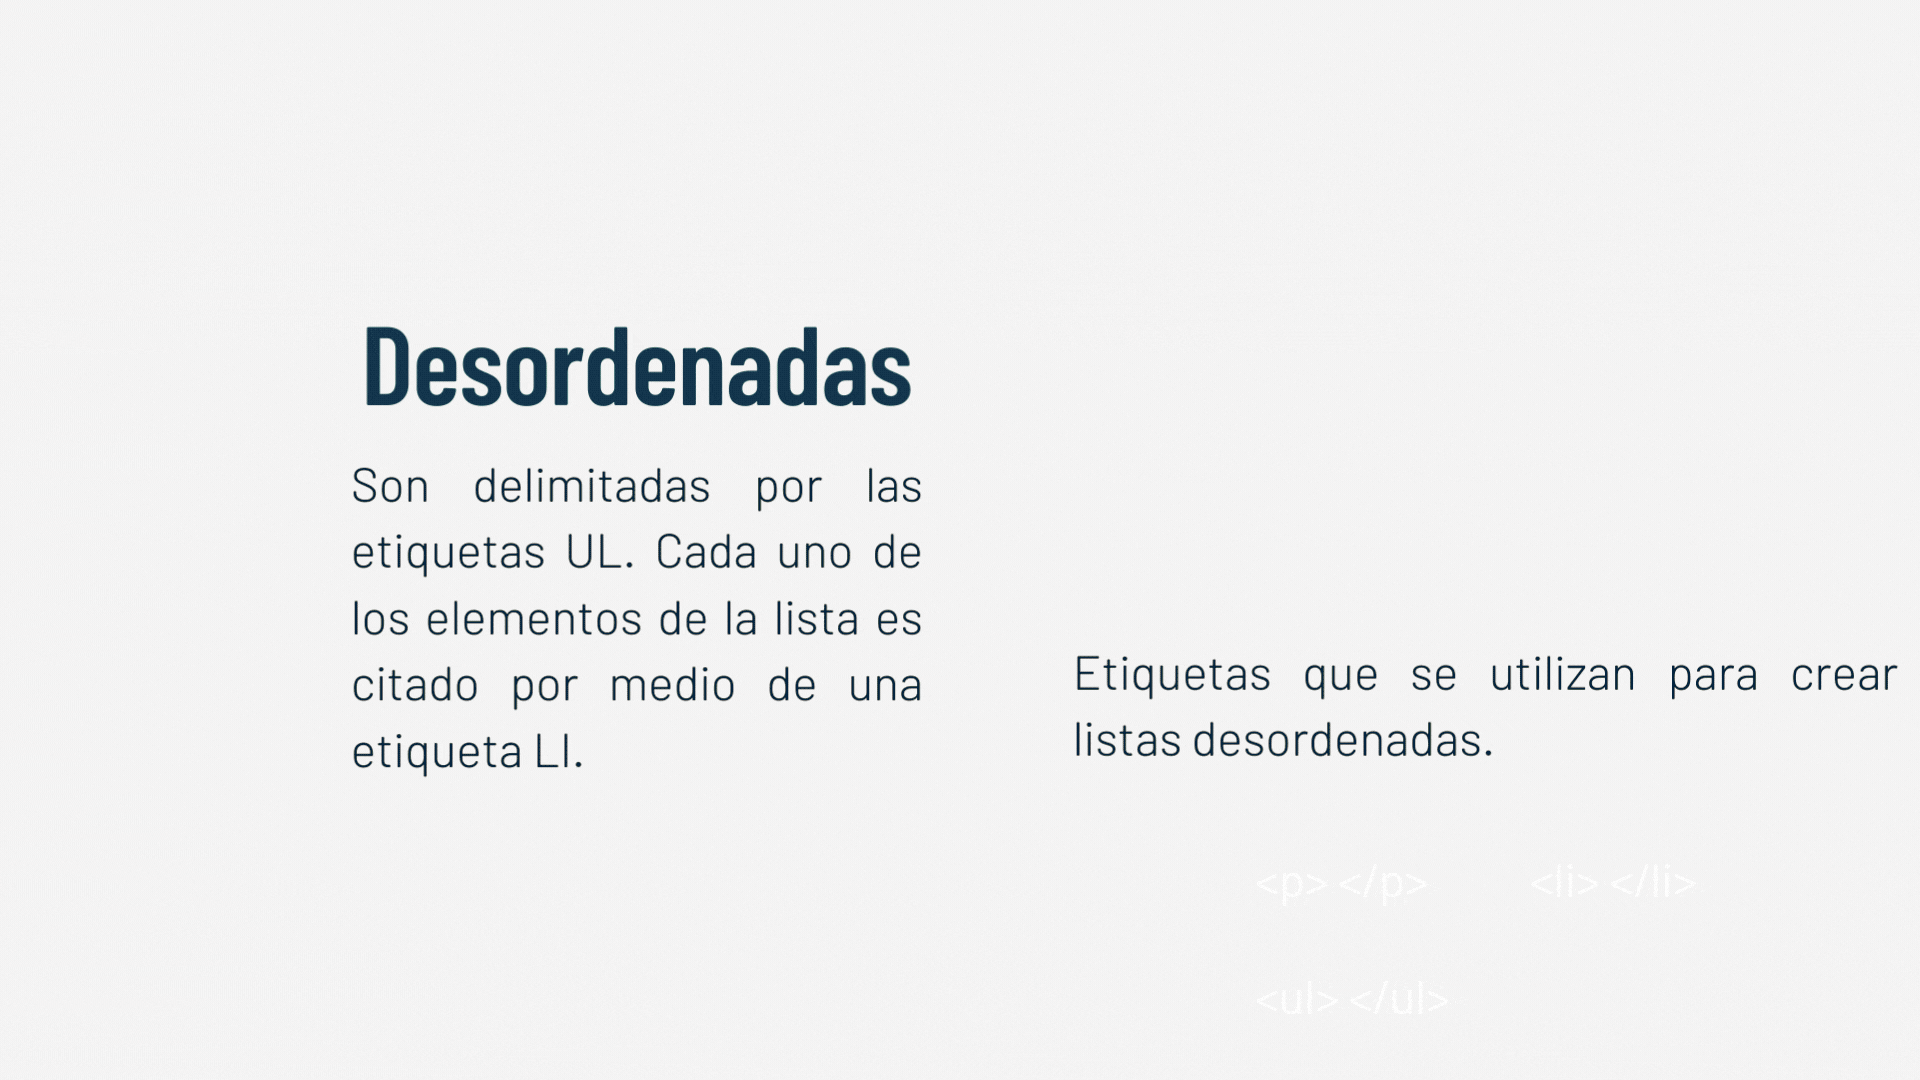 Desordenadas
Son delimitadas por las
etiquetas UL. Cada uno de
los elementos de la lista es
citado por medio de una
etiqueta LI.
Etiquetas que se utilizan para crear
listas desordenadas.
<p> </p> <li> </li>
<ul> </ul>